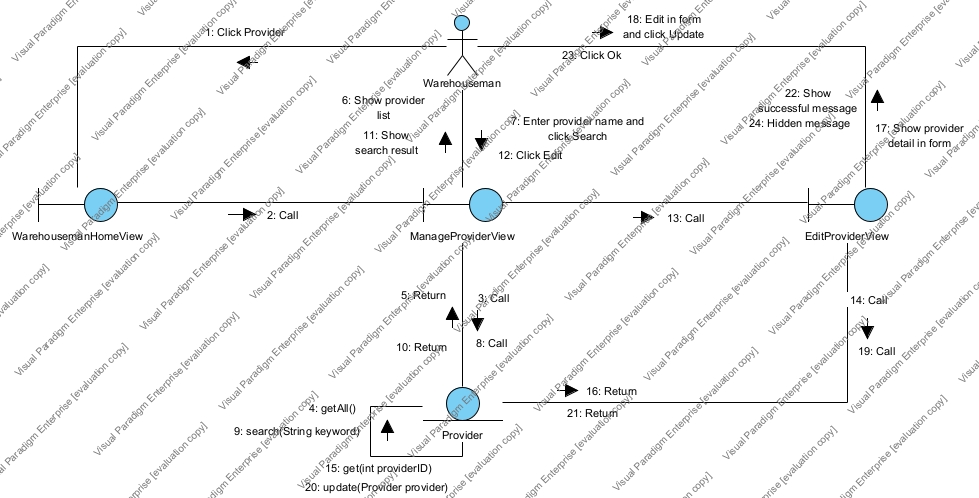 1: Click Provider
18: Edit in form
and click Update
23: Click Ok
Warehouseman
6: Show provider
list
11: Show
search result
7: Enter provider name and
click Search
12: Click Edit
22: Show
successful message
24: Hidden message
17: Show provider
detail in form
2: Call
13: Call
WarehousemanHomeView
ManageProviderView
EditProviderView
5: Return
3: Call
10: Return
8: Call
14: Call
19: Call
16: Return
21: Return
4: getAll()
9: search(String keyword)
Provider
15: get(int providerID)
20: update(Provider provider)
Visual Paradigm Enterprise [evaluation copy]